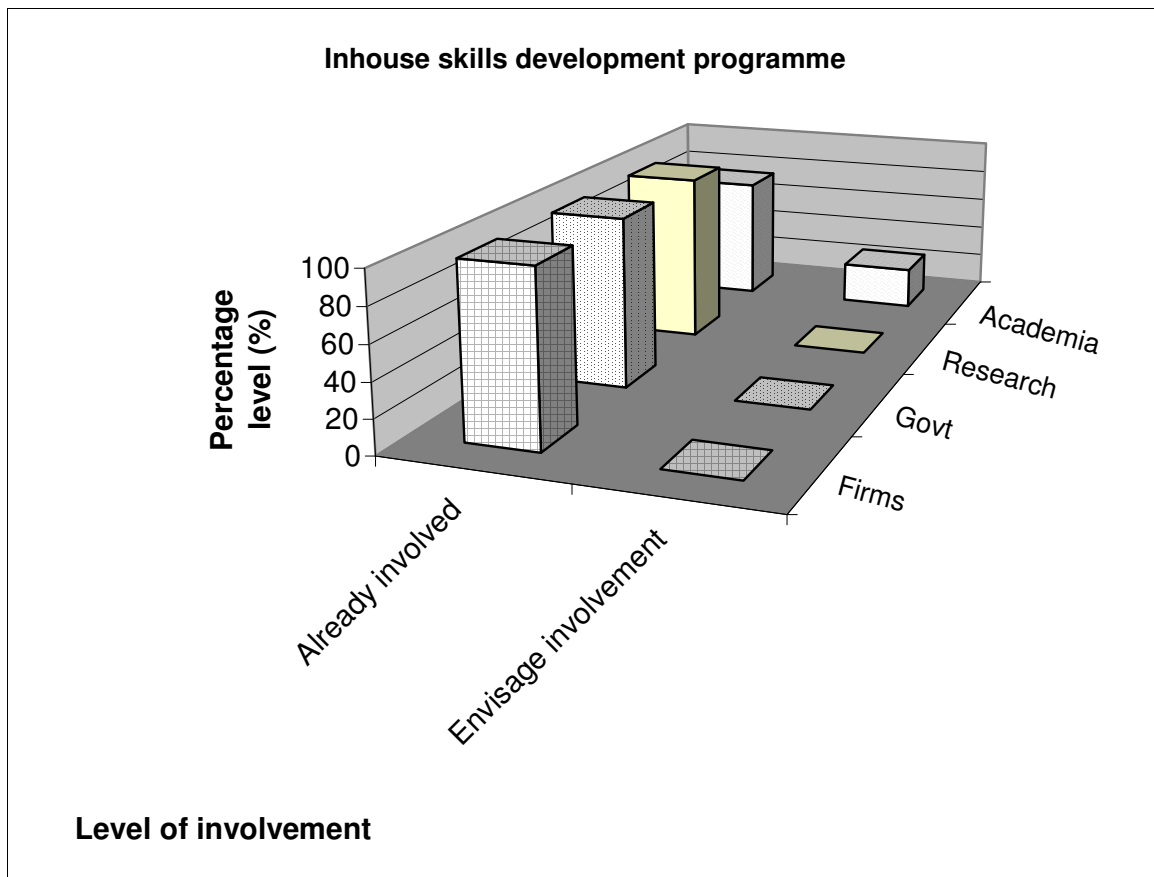 Inhouse skills development programme
Percentage
level (%)
100
80
60
40
20
0
Academia
Research
Govt
Firms
Already involved
Envisage involvement
Level of involvement